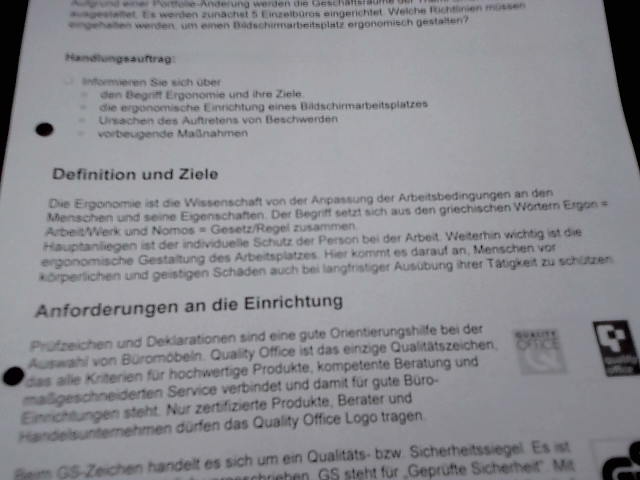 Aufgrund einer Portfolio-Änderung werden die Geschäftsräume der
ausgestattet. Es werden zunächst 5 Einzelbüros eingerichtet. Welche Richtlinien müssen
eingehalten werden, um einen Bildschirmarbeitsplatz ergonomisch gestalten?
Handlungsauftrag:
Informieren Sie sich über
den Begriff Ergonomie und ihre Ziele.
die ergonomische Einrichtung eines Bildschirmarbeitsplatzes
Ursachen des Auftretens von Beschwerden
vorbeugende Maßnahmen
Definition und Ziele
Die Ergonomie ist die Wissenschaft von der Anpassung der Arbeitsbedingungen an den
Menschen und seine Eigenschaften. Der Begriff setzt sich aus den griechischen Wörtern Ergon =
Arbeit/Werk und Nomos = Gesetz/Regel zusammen.
Hauptanliegen ist der individuelle Schutz der Person bei der Arbeit. Weiterhin wichtig ist die
ergonomische Gestaltung des Arbeitsplatzes. Hier kommt es darauf an, Menschen vor
körperlichen und geistigen Schäden auch bei langfristiger Ausübung ihrer Tätigkeit zu schützen.
Anforderungen an die Einrichtung
Prüfzeichen und Deklarationen sind eine gute Orientierungshilfe bei der
Auswahl von Büromöbeln. Quality Office ist das einzige Qualitätszeichen,
das alle Kriterien für hochwertige Produkte, kompetente Beratung und
maßgeschneiderten Service verbindet und damit für gute Büro-
Einrichtungen steht. Nur zertifizierte Produkte, Berater und
Handelsunternehmen dürfen das Quality Office Logo tragen.
QUALITY
OFFICE
quality
office
Beim GS-Zeichen handelt es sich um ein Qualitäts- bzw. Sicherheitssiegel. Es ist
GS steht für „Geprüfte Sicherheit". Mit